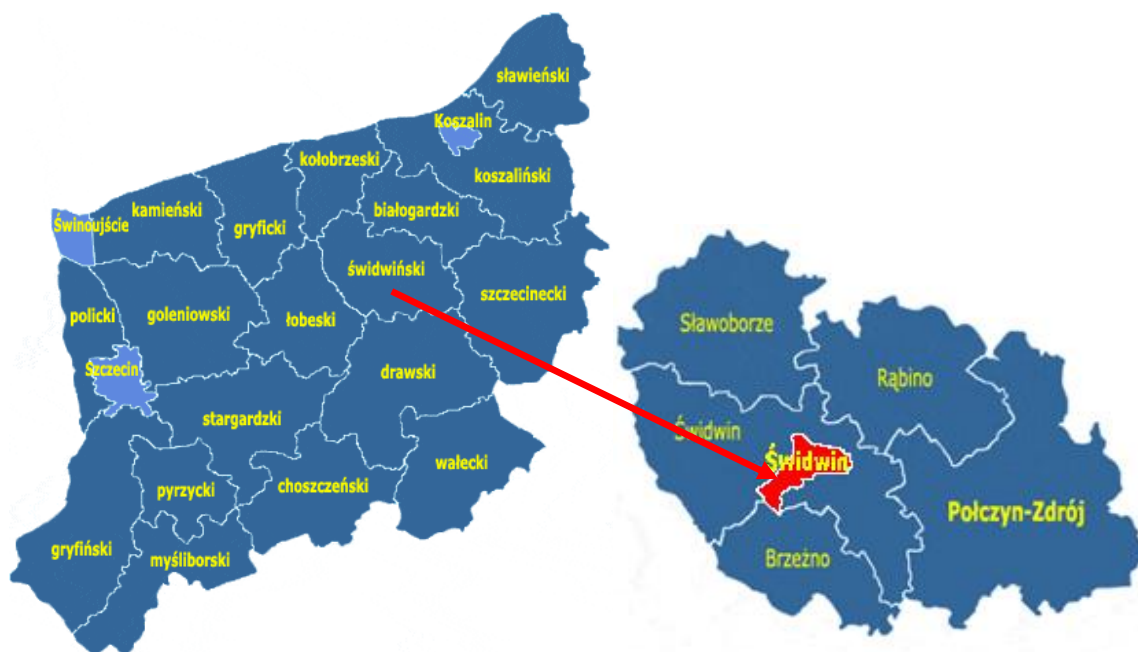 sławieński
Koszalin
kołobrzeski
koszaliński
białogardzki
kamieński
Świnoujście
gryficki
świdwiński
szczecinecki
policki
goleniowski
łobeski
Szczecin
drawski
stargardzki
wałecki
pyrzycki
choszczeński
gryfiński
myśliborski
Sławoborze
Rąbino
Świdwin
Świdwin
Połczyn-Zdrój
Brzeżno